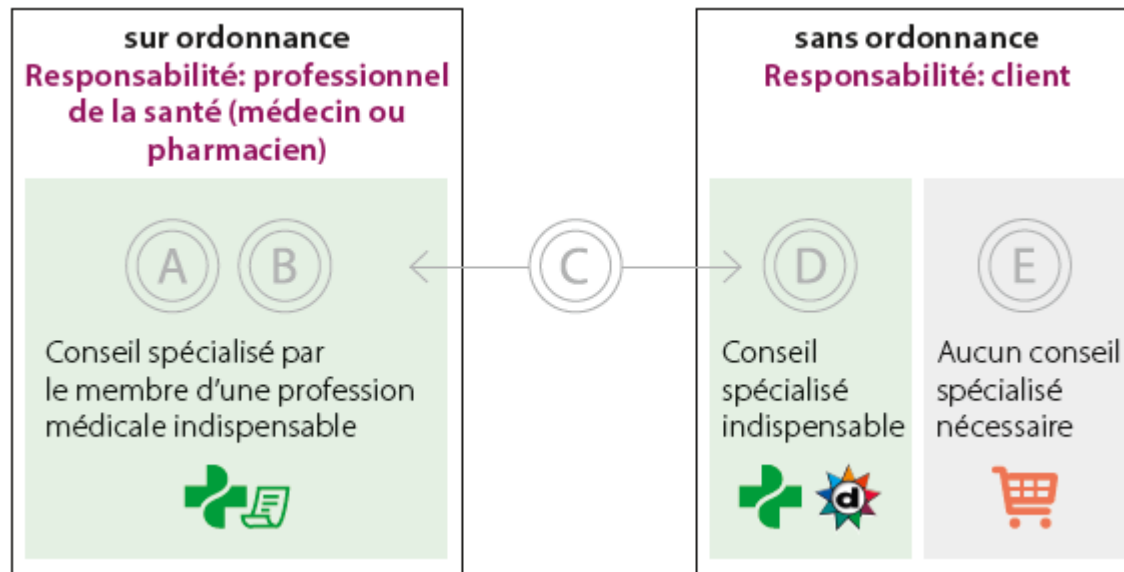 sur ordonnance
Responsabilité: professionnel
de la santé (médecin ou
pharmacien)
A B
Conseil spécialisé par
le membre d'une profession
médicale indispensable
C
sans ordonnance
Responsabilité: client
D
Conseil
spécialisé
indispensable
d
E
Aucun conseil
spécialisé
nécessaire